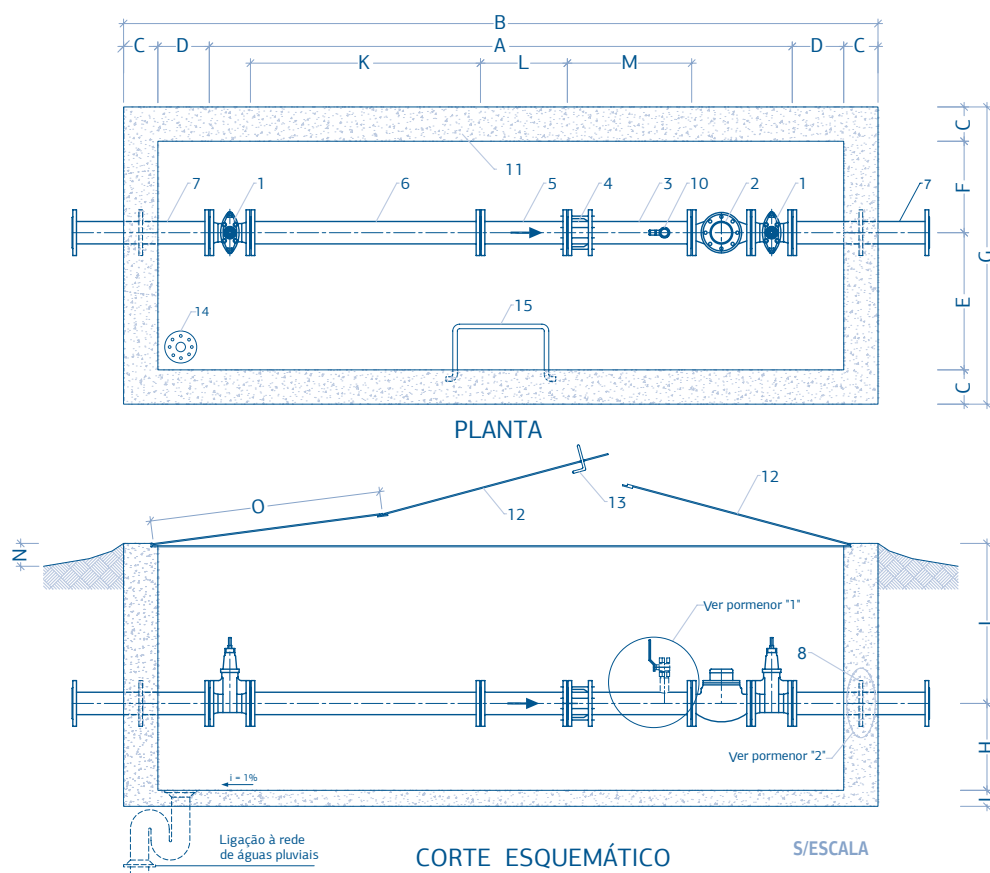 B
C D A D C
K L M
C
11
7 1 6 5 4 3 10 2 1 7
F
G
E
14
15
C
PLANTA
13
12
12
O
N
Ver pormenor "1"
I
8
H
Ver pormenor "2"
i = 1%
Ligação à rede
de águas pluviais
CORTE ESQUEMÁTICO
S/ESCALA